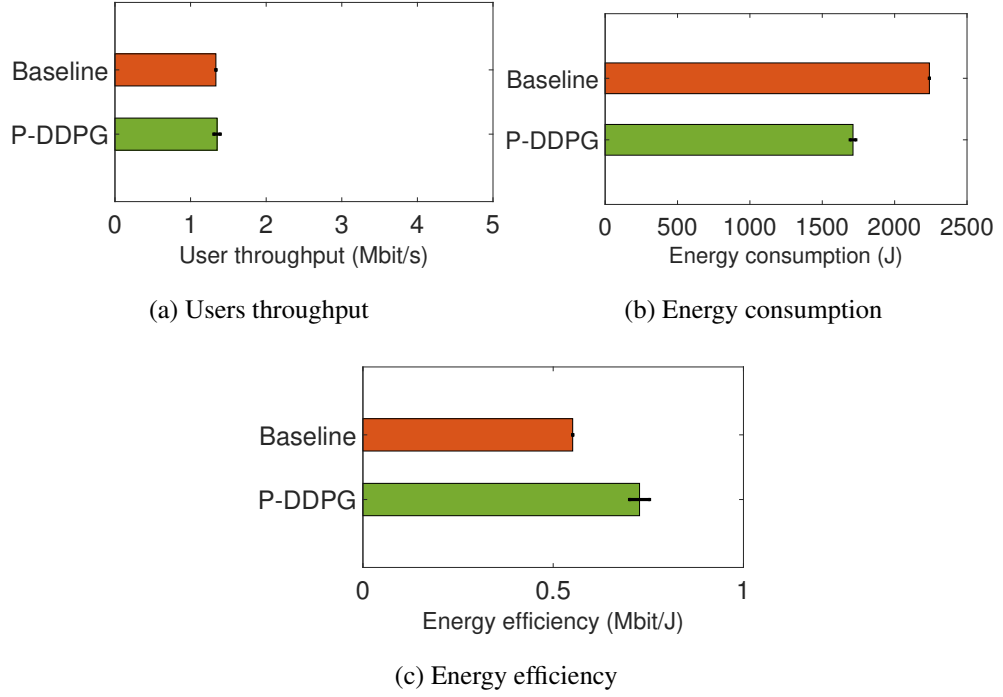 Baseline
P-DDPG
0 1 2 3 4 5
User throughput (Mbit/s)
(a) Users throughput
Baseline
P-DDPG
0 500 1000 1500 2000 2500
Energy consumption (J)
(b) Energy consumption
Baseline
P-DDPG
0 0.5 1
Energy efficiency (Mbit/J)
(c) Energy efficiency